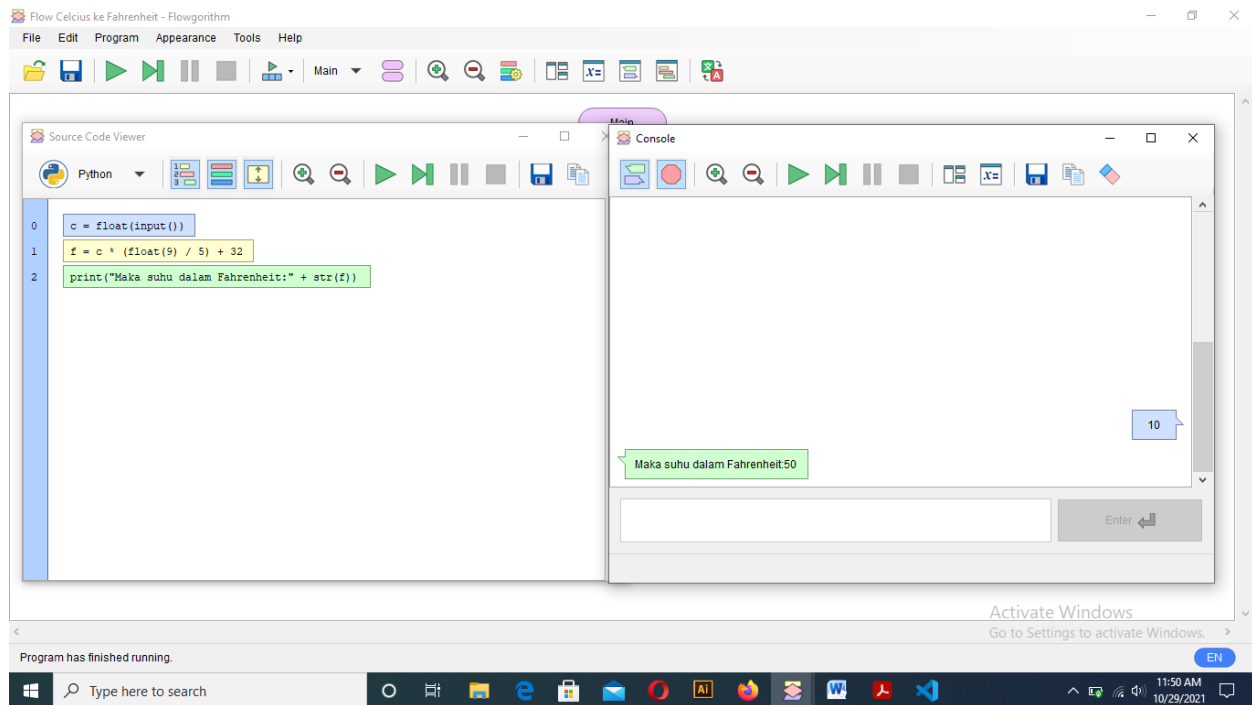 Flow Celcius ke Fahrenheit - Flowgorithm
File Edit Program Appearance Tools Help
Main
Main
Source Code Viewer
Python
0 c = float(input())
1 f = c * (float(9) / 5) + 32
2 print("Maka suhu dalam Fahrenheit:" + str(f))
Console
10
Maka suhu dalam Fahrenheit:50
Enter
Activate Windows
Go to Settings to activate Windows.
Program has finished running.
EN
Type here to search
11:50 AM
10/29/2021